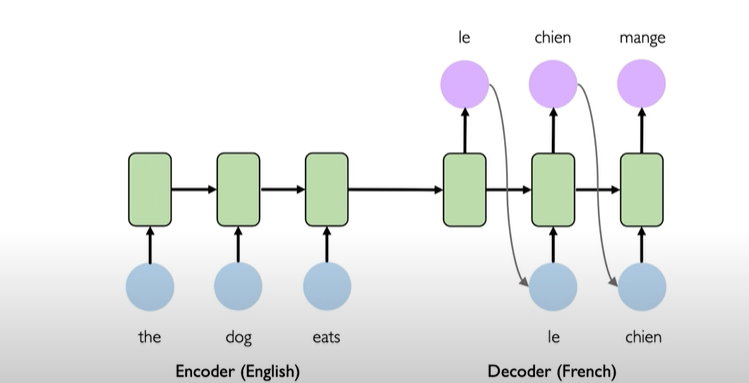 le chien mange
the dog eats le chien
Encoder (English) Decoder (French)